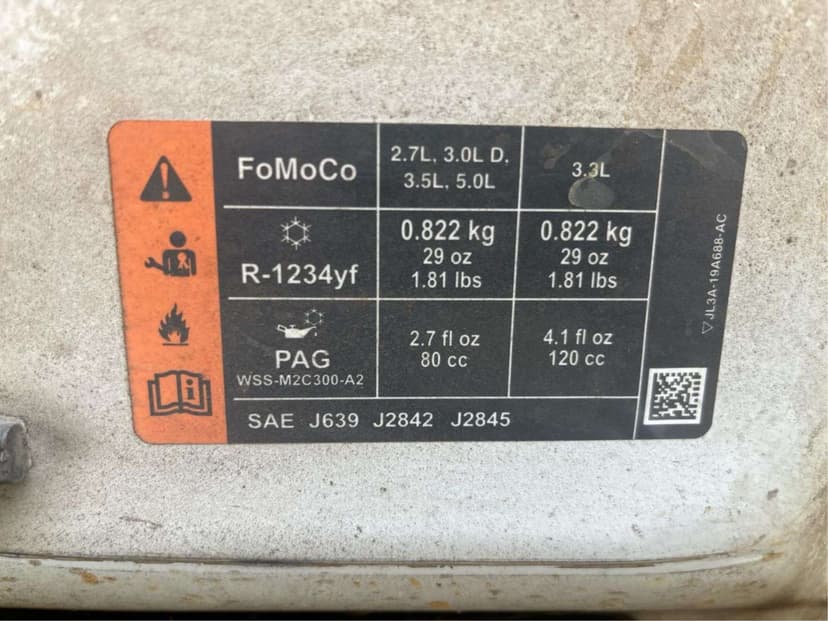 FoMoCo
2.7L, 3.0L D,
3.5L, 5.0L
3.3L
R-1234yf
0.822 kg
29 oz
1.81 lbs
0.822 kg
29 oz
1.81 lbs
PAG
WSS-M2C300-A2
2.7 fl oz
80 cc
4.1 fl oz
120 cc
SAE J639 J2842 J2845
JL3A-19A688-AC